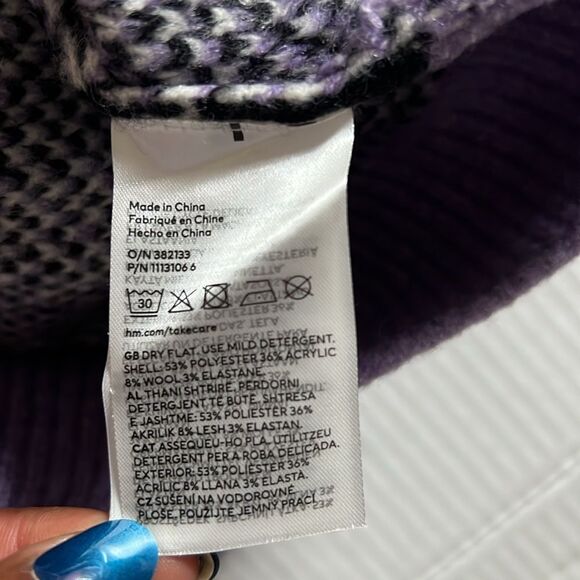 Made in China
Fabriqué en Chine
Hecho en China
O/N 382133
P/N 1113106 6
30
hm.com/takecare
GB DRY FLAT. USE MILD DETERGENT.
SHELL: 53% POLYESTER 36% ACRYLIC
8% WOOL 3% ELASTANE.
AL THANI SHTRIRE. PERDORNI
DETERGJENT TE BUTE. SHTRESA
E JASHTME: 53% POLIESTER 36%
AKRILIK 8% LESH 3% ELASTAN.
CAT ASSEQUEU-HO PLA. UTILITZEU
DETERGENT PER A ROBA DELICADA.
EXTERIOR: 53% POLIÈSTER 36%
ACRÍLIC 8% LLANA 3% ELASTÀ.
CZ SUŠENÍ NA VODOROVNÉ
PLOŠE. POUŽIJTE JEMNÝ PRACÍ